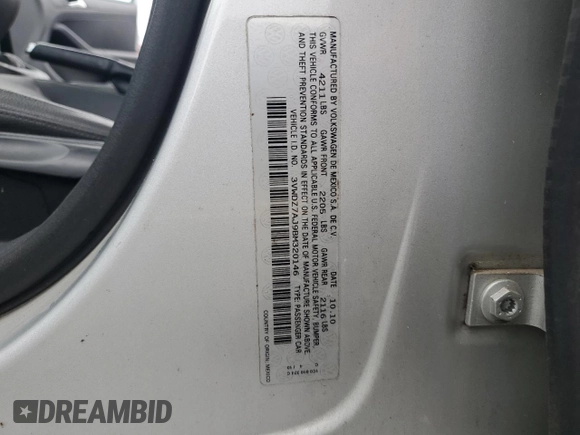 MANUFACTURED BY VOLKSWAGEN DE MEXICO S.A. DE C.V. DATE 10.10
GVWR 4211 LBS GAWR FRONT 2205 LBS GAWR REAR 2116 LBS
THIS VEHICLE CONFORMS TO ALL APPLICABLE U.S. FEDERAL MOTOR VEHICLE SAFETY, BUMPER,
AND THEFT PREVENTION STANDARDS IN EFFECT ON THE DATE OF MANUFACTURE SHOWN ABOVE.
VEHICLE I.D. NO. 3VWDZ7AJ9BM320146 TYPE: PASSENGER CAR
COUNTRY OF ORIGIN: MEXICO
DREAMBID